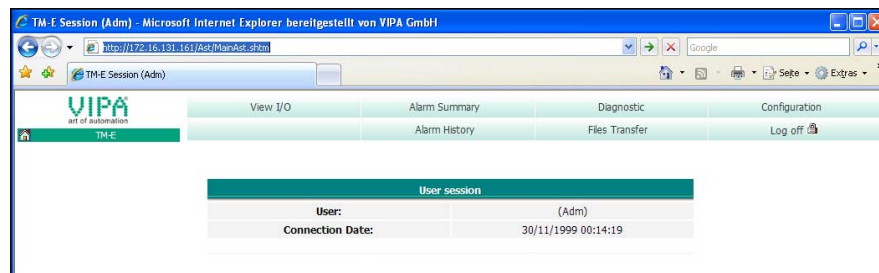 TM-E Session (Adm) - Microsoft Internet Explorer bereitgestellt von VIPA GmbH
http://172.16.131.161/Ast/MainAst.shtm
Google
TM-E Session (Adm)
Seite
Extras
VIPA
art of automation
TM-E
View I/O Alarm Summary Diagnostic Configuration
Alarm History Files Transfer Log off
User session
User: (Adm)
Connection Date: 30/11/1999 00:14:19